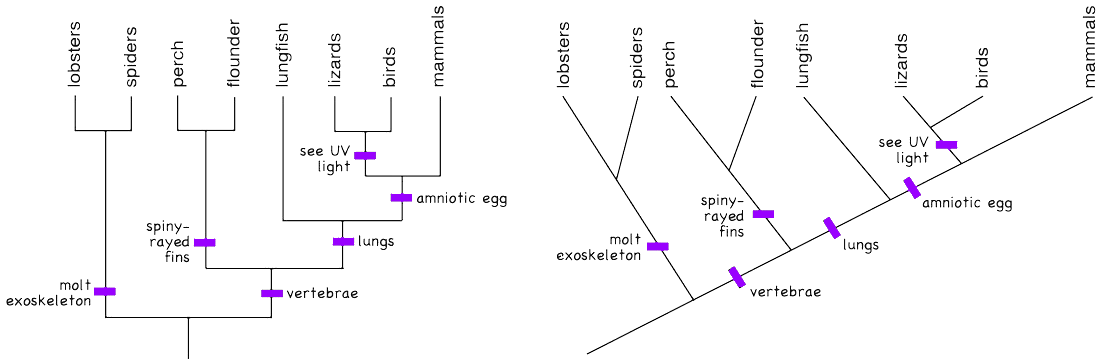 lobsters
spiders
perch
flounder
lungfish
lizards
birds
mammals
see UV
light
amniotic egg
spiny-
rayed
fins
lungs
molt
exoskeleton
vertebrae
lobsters
spiders
perch
flounder
lungfish
lizards
birds
mammals
see UV
light
amniotic egg
spiny-
rayed
fins
lungs
molt
exoskeleton
vertebrae